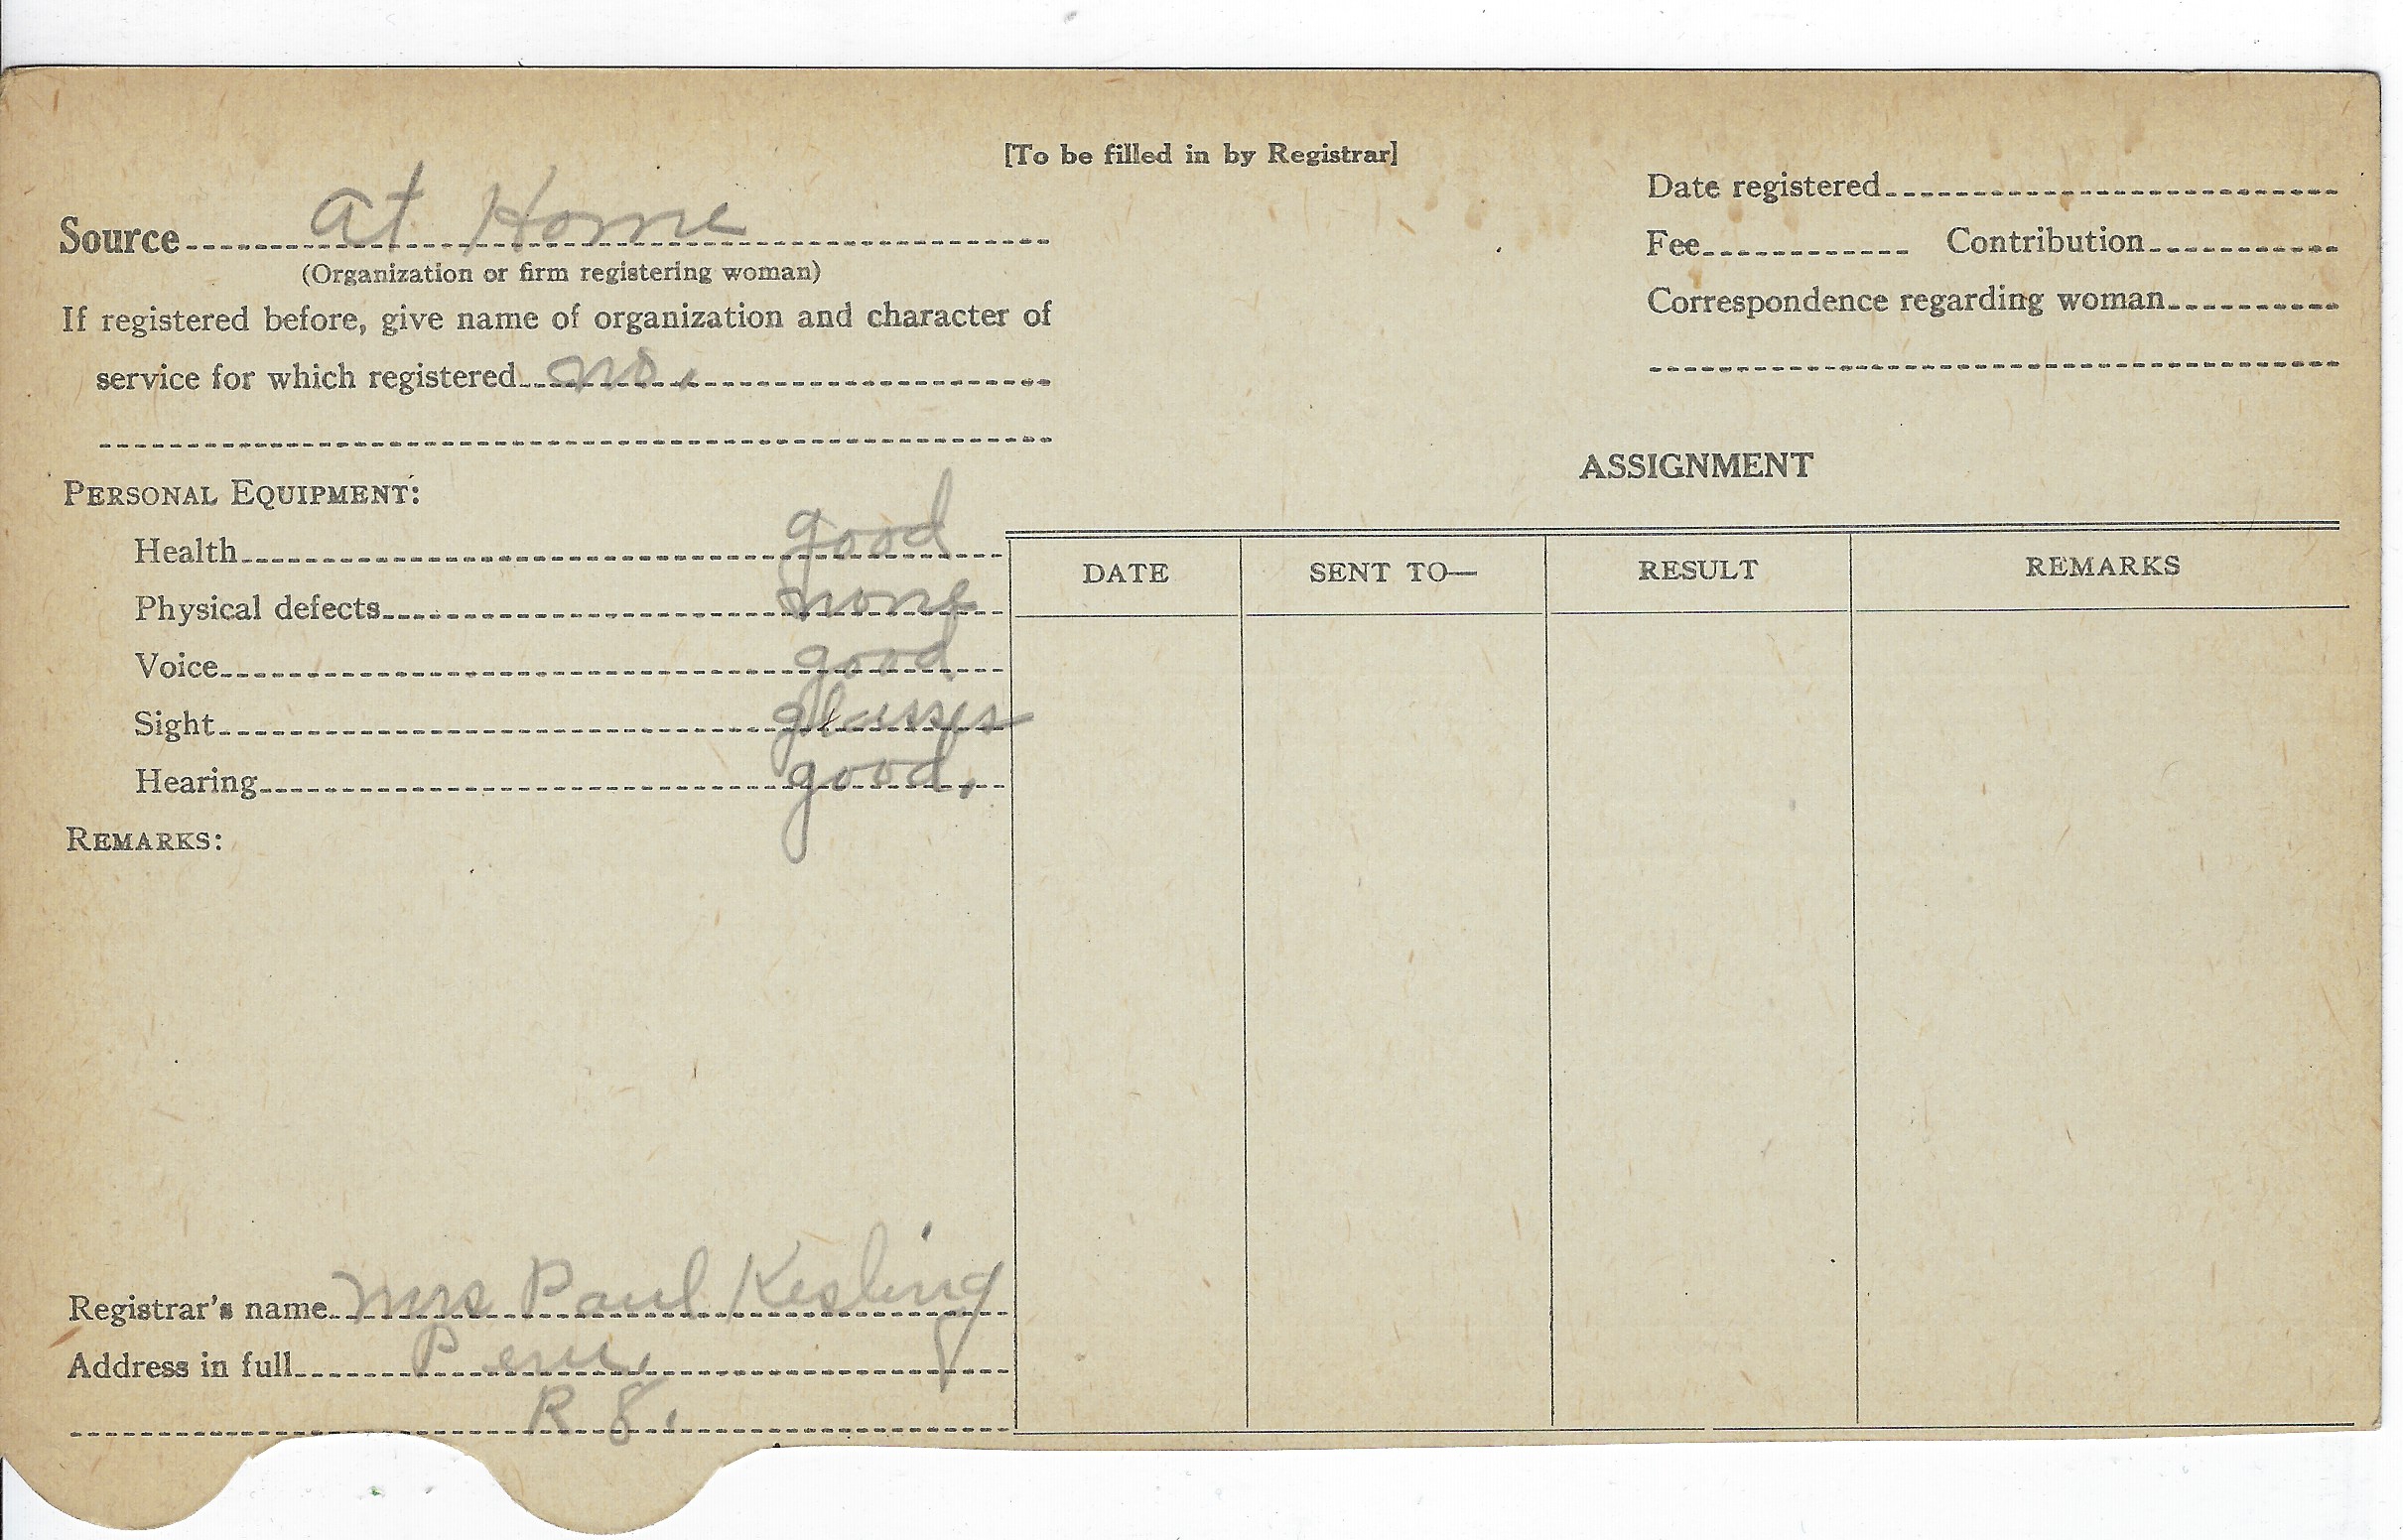 [To be filled in by Registrar]
Source at Home
(Organization or firm registering woman)
If registered before, give name of organization and character of
service for which registered no.
Date registered
Fee Contribution
Correspondence regarding woman
PERSONAL EQUIPMENT:
Health good
Physical defects none
Voice good
Sight glasses
Hearing good.
REMARKS:
ASSIGNMENT
DATE SENT TO— RESULT REMARKS
Registrar's name Mrs Paul Kesling
Address in full Peru,
R 8.